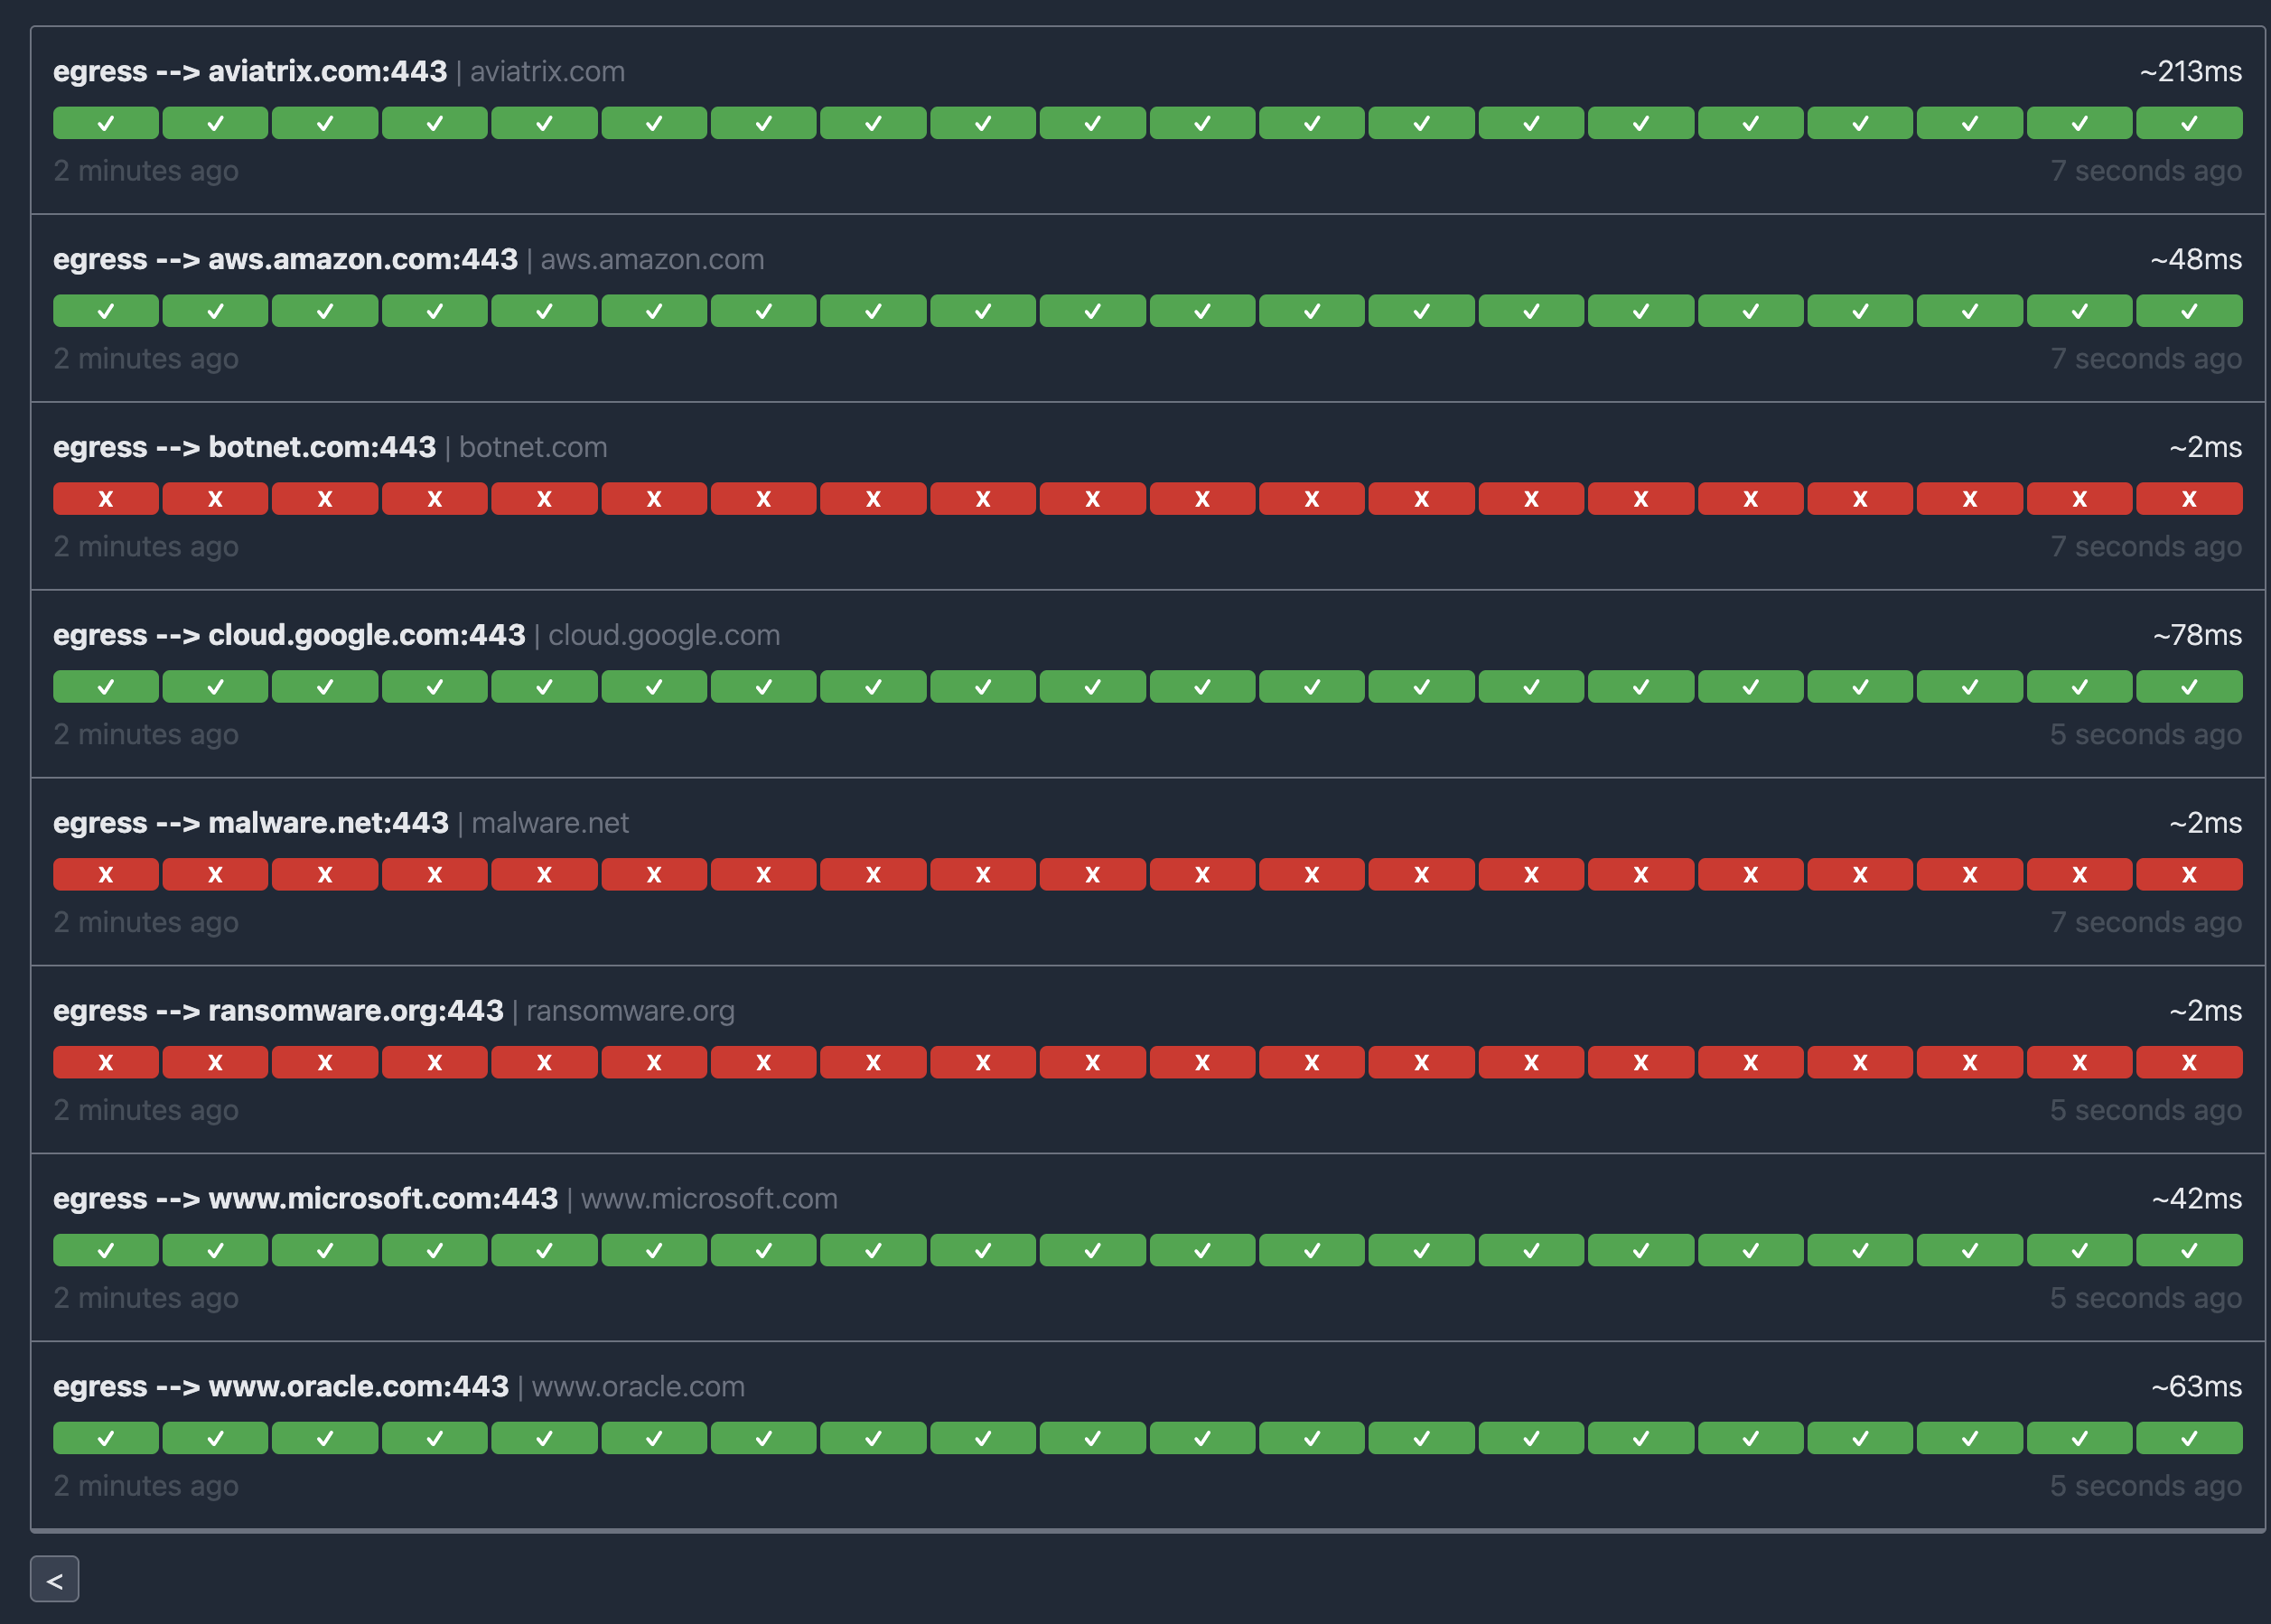 egress --> aviatrix.com:443 | aviatrix.com ~213ms
✓ ✓ ✓ ✓ ✓ ✓ ✓ ✓ ✓ ✓ ✓ ✓ ✓ ✓ ✓ ✓ ✓ ✓ ✓ ✓
2 minutes ago 7 seconds ago
egress --> aws.amazon.com:443 | aws.amazon.com ~48ms
✓ ✓ ✓ ✓ ✓ ✓ ✓ ✓ ✓ ✓ ✓ ✓ ✓ ✓ ✓ ✓ ✓ ✓ ✓ ✓
2 minutes ago 7 seconds ago
egress --> botnet.com:443 | botnet.com ~2ms
X X X X X X X X X X X X X X X X X X X X
2 minutes ago 7 seconds ago
egress --> cloud.google.com:443 | cloud.google.com ~78ms
✓ ✓ ✓ ✓ ✓ ✓ ✓ ✓ ✓ ✓ ✓ ✓ ✓ ✓ ✓ ✓ ✓ ✓ ✓ ✓
2 minutes ago 5 seconds ago
egress --> malware.net:443 | malware.net ~2ms
X X X X X X X X X X X X X X X X X X X X
2 minutes ago 7 seconds ago
egress --> ransomware.org:443 | ransomware.org ~2ms
X X X X X X X X X X X X X X X X X X X X
2 minutes ago 5 seconds ago
egress --> www.microsoft.com:443 | www.microsoft.com ~42ms
✓ ✓ ✓ ✓ ✓ ✓ ✓ ✓ ✓ ✓ ✓ ✓ ✓ ✓ ✓ ✓ ✓ ✓ ✓ ✓
2 minutes ago 5 seconds ago
egress --> www.oracle.com:443 | www.oracle.com ~63ms
✓ ✓ ✓ ✓ ✓ ✓ ✓ ✓ ✓ ✓ ✓ ✓ ✓ ✓ ✓ ✓ ✓ ✓ ✓ ✓
2 minutes ago 5 seconds ago
<